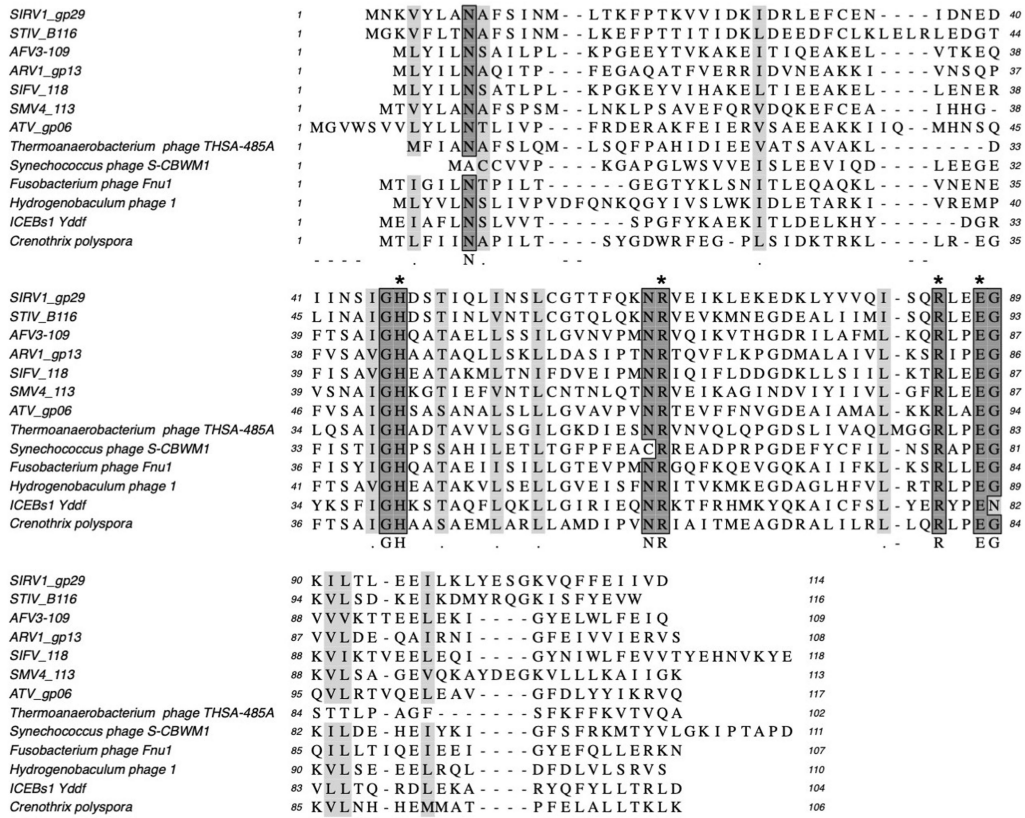 SIRV1_gp29 1 MNKVYLANAFSINM--LTKFPTKVVIDKIDRLEFCEN---IDNED 40
STIV_B116 1 MGKVFLTNAFSINM--LKEFPTTITIDKLDEEDFCLKLELRLEDGT 44
AFV3-109 1 MLYILNSAILPL--KPGEEYTVKAKEITIQEAKEL---VTKEQ 38
ARV1_gp13 1 MLYILNAQITP---FEGAQATFVERRIDVNEAKKI---VNSQP 37
SIFV_118 1 MLYILNSATLPL--KPGKEYVIHAKELTIEEAKEL---LENER 38
SMV4_113 1 MTVYLANAFSPSM--LNKLPSAVEFQRVDQKEFCEA---IHHG- 38
ATV_gp06 1 MGVWSVVLYLLNTLIVP--FRDERAKFEIERVSAEEAKKIIQ-MHNSQ 45
Thermoanaerobacterium phage THSA-485A 1 MFIANAFSLQM--LSQFPAHIDIEEVATSAVAKL------D 33
Synechococcus phage S-CBWM1 1 MACCVVP----KGAPGLWSVVEISLEEVIQD---LEEGE 32
Fusobacterium phage Fnu1 1 MTIGILNTPILT------GEGTYKLSNITLEQAQKL---VNENE 35
Hydrogenobaculum phage 1 1 MLYVLNSLIVPVDFQNKQGYIVSLWKIDLETARKI---VREMP 40
ICEBs1 Yddf 1 MEIAFLNSLVVT-----SPGFYKAEKITLDELKHY----DGR 33
Crenothrix polyspora 1 MTLFIINAPILT----SYGDWRFEG-PLSIDKTRKL---LR-EG 35
---- . N. -- .
* * * *
SIRV1_gp29 41 IINSIGHDSTIQLINSLCGTTFQKNRVEIKLEKEDKLYVVQI-SQRLEEG 89
STIV_B116 45 LINAIGHDSTINLVNTLCGTQLQKNRVEVKMNEGDEALIIMI-SQRLEEG 93
AFV3-109 39 FTSAIGHQATAELLSSILGVNVPMNRVQIKVTHGDRILAFML-KQRLPEG 87
ARV1_gp13 38 FVSAVGHAATAQLLSKLLDASIPTNRTQVFLKPGDMALAIVL-KSRIPEG 86
SIFV_118 39 FISAVGHEATAKMLTNIFDVEIPMNRIQIFLDDGDKLLSIIL-KTRLEEG 87
SMV4_113 39 VSNAIGHKGTIEFVNTLCNTNLQTNRVEIKAGINDVIYIIVL-GFRLEEG 87
ATV_gp06 46 FVSAIGHSASANALSLLLGVAVPVNRTEVFFNVGDEAIAMAL-KKRLAEG 94
Thermoanaerobacterium phage THSA-485A 34 LQSAIGHADTAVVLSGILGKDIESNRVNVQLQPGDSLIVAQLMGGRLPEG 83
Synechococcus phage S-CBWM1 33 FISTIGHPSSAHILETLTGFPFEACRREADPRPGDEFYCFIL-NSRAPEG 81
Fusobacterium phage Fnu1 36 FISYIGHQATAEIISILLGTEVPMNRGQFKQEVGQKAIIFKL-KSRLSEG 84
Hydrogenobaculum phage 1 41 FTSAVGHEATAKVLSELLGVEISFNRIKVTMKEGDTAIVFHVL-RTRLPEG 89
ICEBs1 Yddf 34 YKSFIGHKSTAQFLQKLLGIRIEQNRKTFRHMKYQKAICFSL-YERYPEN 82
Crenothrix polyspora 36 FTSAIGHAASAEMLARLLAMDIPVNRIAITMEAGDRALILRL-LQRLPEG 84
.GH . . . NR .- R EG
SIRV1_gp29 90 KILTL-EEILKLYESGKVQFFEIIVD 114
STIV_B116 94 KVLSD-KEIKDMYRQGKISFYEVW 116
AFV3-109 88 VVVKTTEELEKI----GYELWLFEIQ 109
ARV1_gp13 87 VVLDE-QAIRNI----GFEIVVIERVS 108
SIFV_118 88 KVIKTVEELEQI----GYNIWLFEVVTYEHNVKYE 118
SMV4_113 88 KVLSA-GEVQKAYDEGKVLLLKAIIGK 113
ATV_gp06 95 QVLRTVQELEAV----GFDLYYIKRVQ 117
Thermoanaerobacterium phage THSA-485A 84 STTLP-AGF-------SFKFFKVTVQA 102
Synechococcus phage S-CBWM1 82 KILDE-HEIYKI----GFSFRKMTYVLGKIPTAPD 111
Fusobacterium phage Fnu1 85 QILLTIQEIEEI----GYEFQLLERKN 107
Hydrogenobaculum phage 1 90 KVLSE-EELRQL----DFDLVLSRVS 110
ICEBs1 Yddf 83 VLLTQ-RDLEKA----RYQFYLLTRLD 104
Crenothrix polyspora 85 KVLNH-HEMMAT----PFELALLTKLK 106